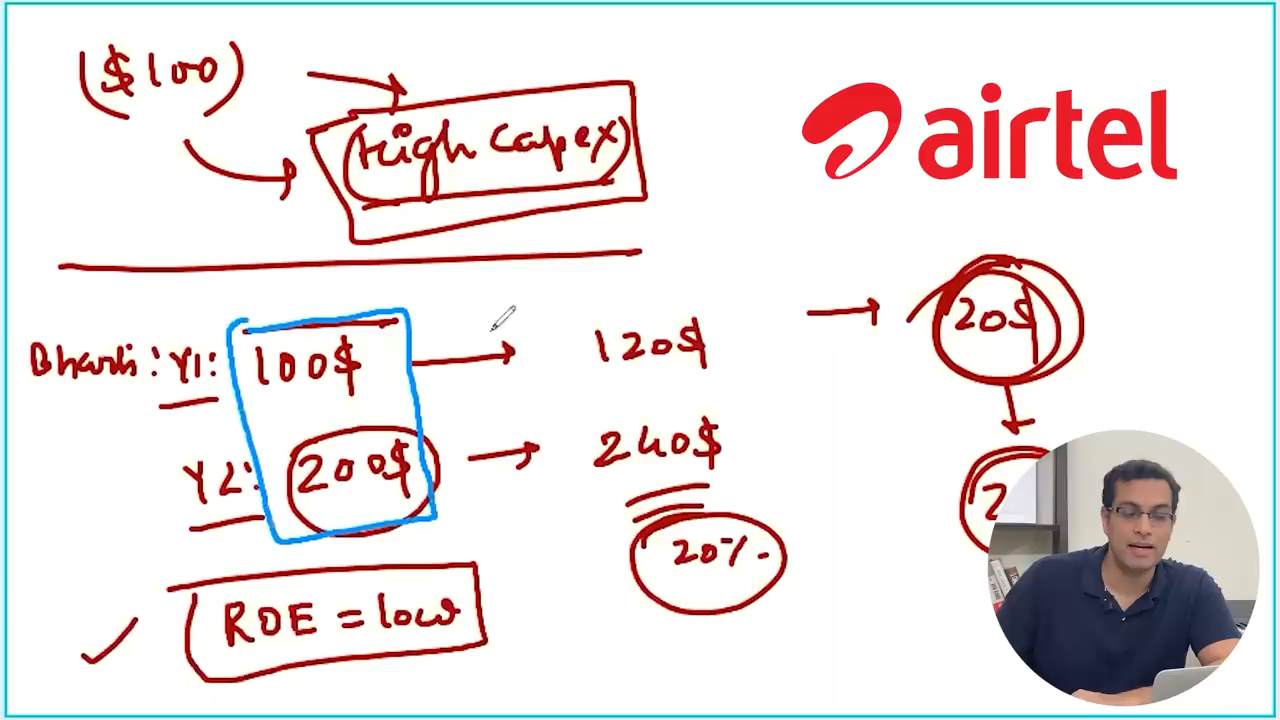 ($100)
High Capex
airtel
Bharti: Y1: 100$ → 120$ → 20$
Y2: 200$ → 240$
20%
ROE = low